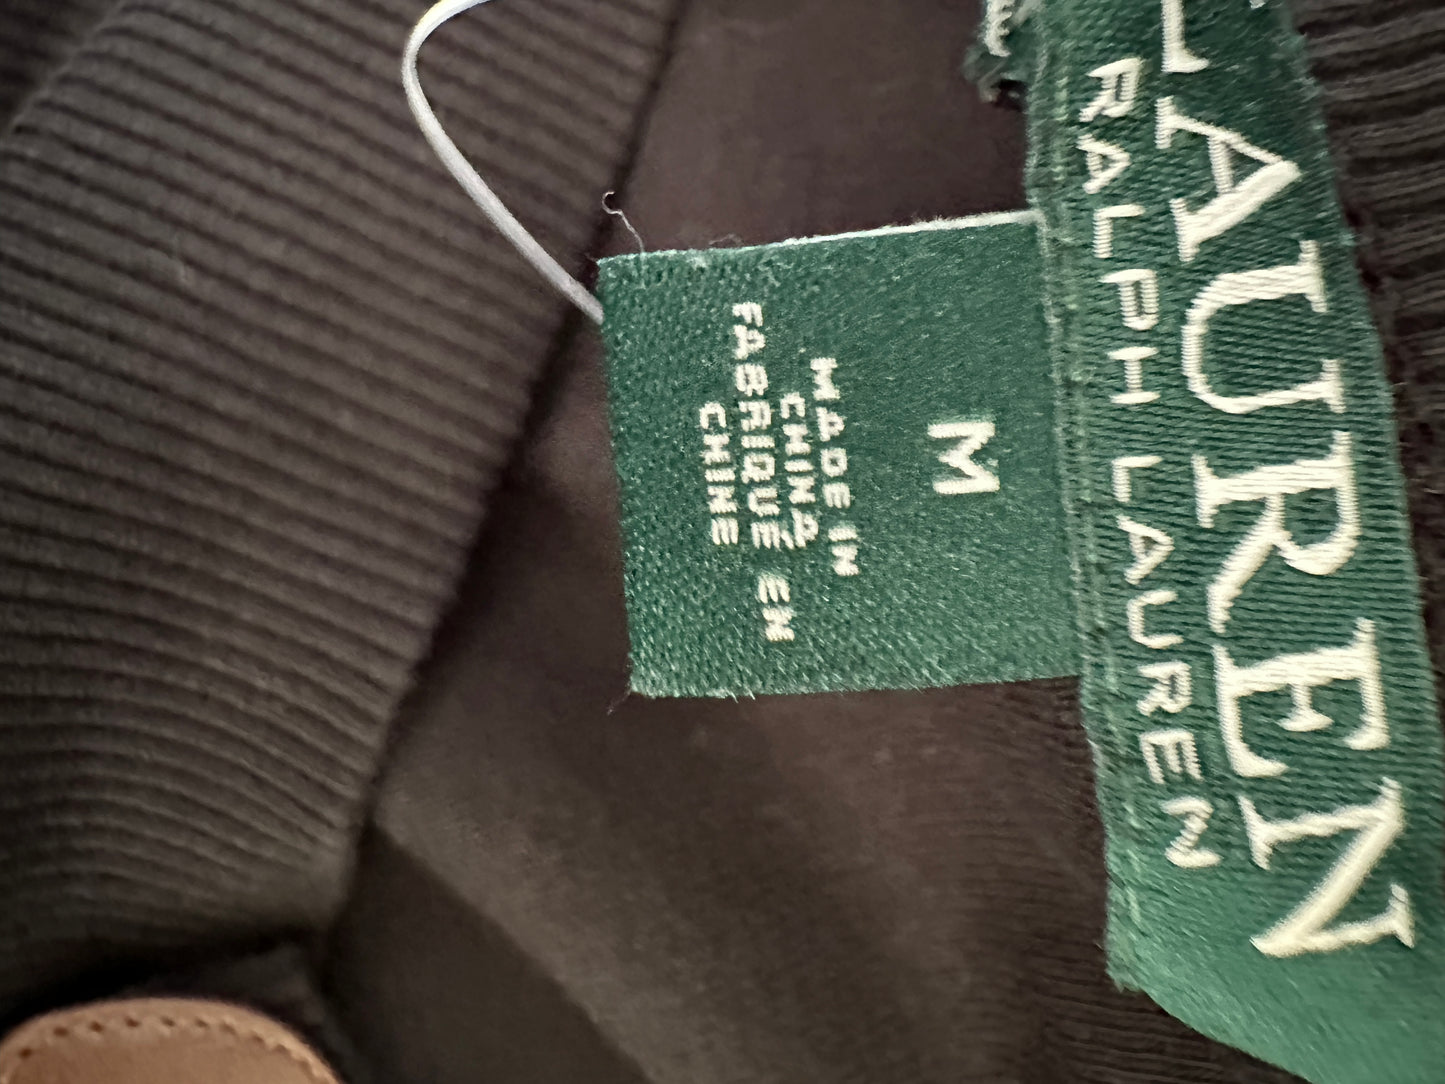 LAUREN
RALPH LAUREN
M
MADE IN
CHINA
FABRIQUÉ EN
CHINE